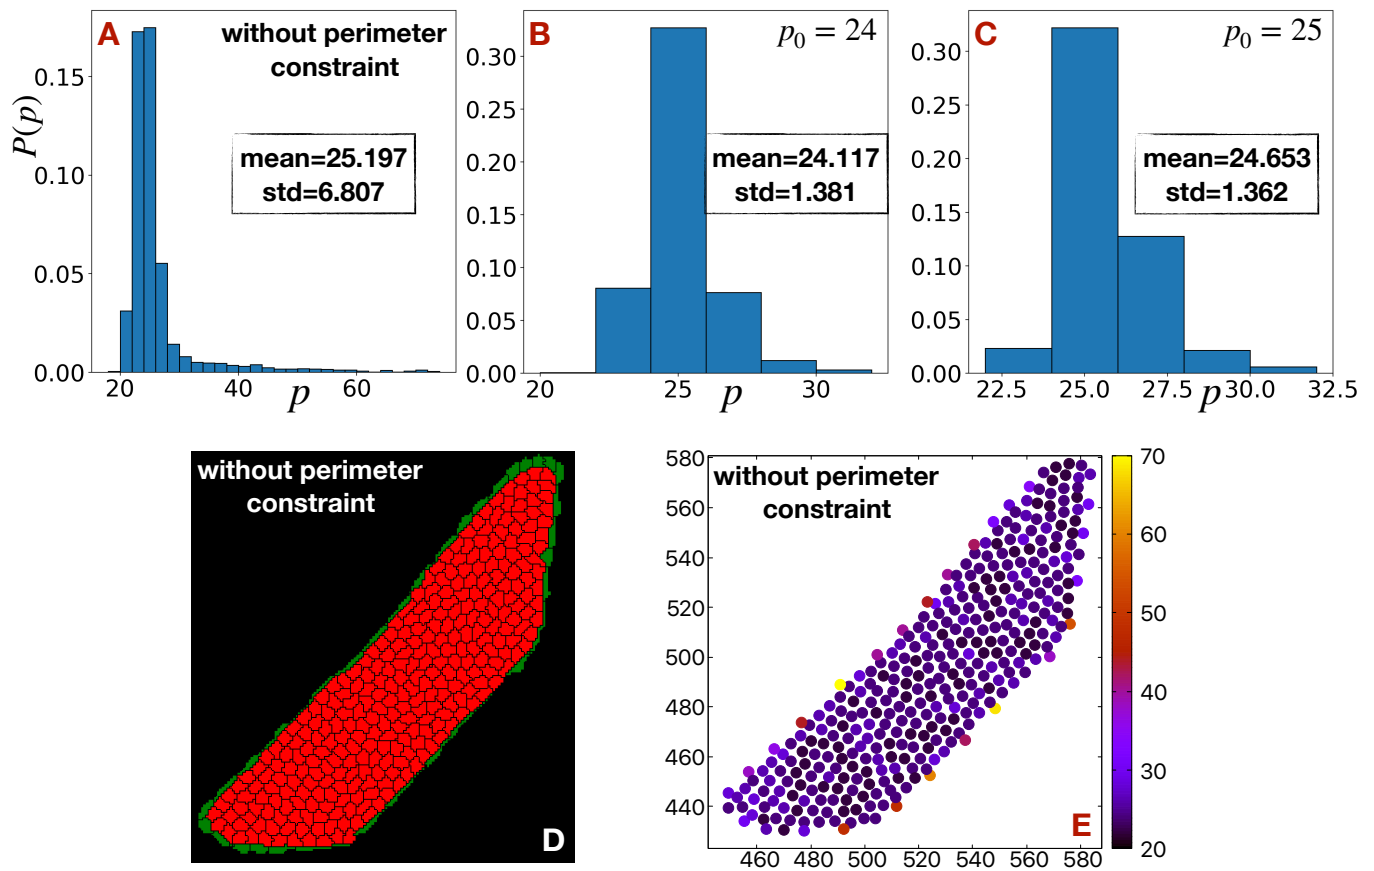 A
without perimeter
constraint
mean=25.197
std=6.807
P(p)
0.15
0.10
0.05
0.00
20
40
60
p
B
p₀ = 24
mean=24.117
std=1.381
0.30
0.25
0.20
0.15
0.10
0.05
0.00
20
25
30
p
C
p₀ = 25
mean=24.653
std=1.362
0.30
0.25
0.20
0.15
0.10
0.05
0.00
22.5
25.0
27.5
p
30.0
32.5
without perimeter
constraint
D
without perimeter
constraint
E
580
560
540
520
500
480
460
440
460
480
500
520
540
560
580
70
60
50
40
30
20